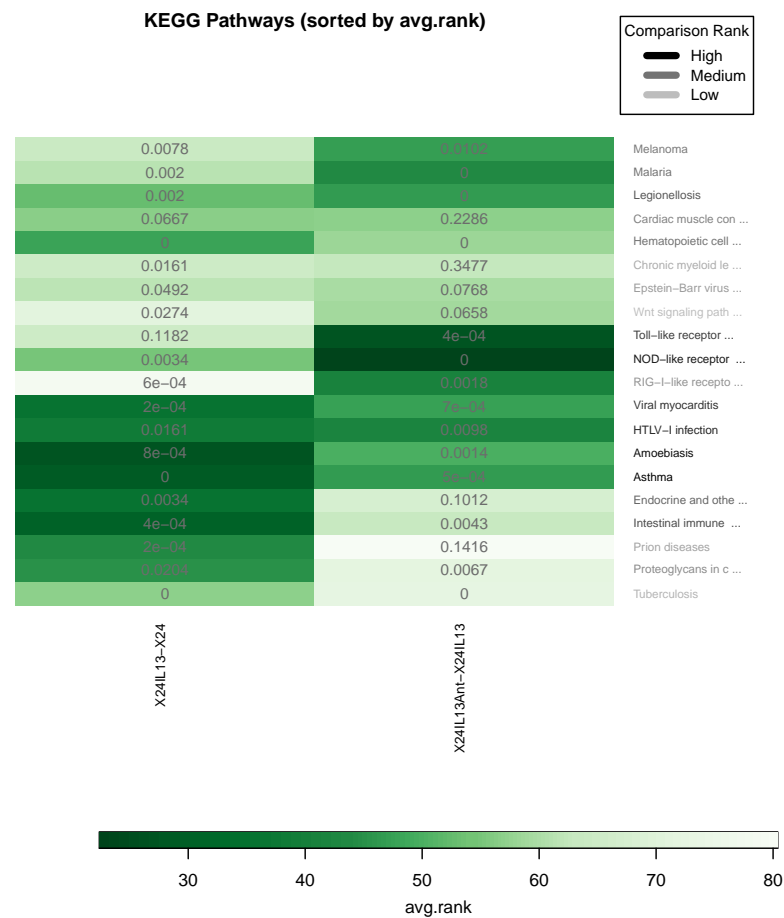 KEGG Pathways (sorted by avg.rank)
Comparison Rank
High
Medium
Low
0.0078 0.0102 Melanoma
0.002 0 Malaria
0.002 0 Legionellosis
0.0667 0.2286 Cardiac muscle con ...
0 0 Hematopoietic cell ...
0.0161 0.3477 Chronic myeloid le ...
0.0492 0.0768 Epstein−Barr virus ...
0.0274 0.0658 Wnt signaling path ...
0.1182 4e−04 Toll−like receptor ...
0.0034 0 NOD−like receptor ...
6e−04 0.0018 RIG−I−like recepto ...
2e−04 7e−04 Viral myocarditis
0.0161 0.0098 HTLV−I infection
8e−04 0.0014 Amoebiasis
0 5e−04 Asthma
0.0034 0.1012 Endocrine and othe ...
4e−04 0.0043 Intestinal immune ...
2e−04 0.1416 Prion diseases
0.0067 Proteoglycans in c ...
0 0 Tuberculosis
X24IL13−X24
X24IL13Ant−X24IL13
30 40 50 60 70 80
avg.rank